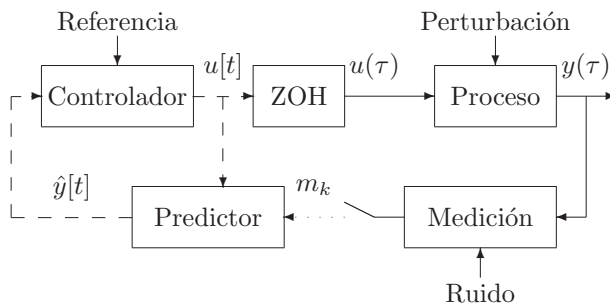 Referencia
Perturbación
Controlador
u[t]
ZOH
u(τ)
Proceso
y(τ)
ŷ[t]
Predictor
m_k
Medición
Ruido